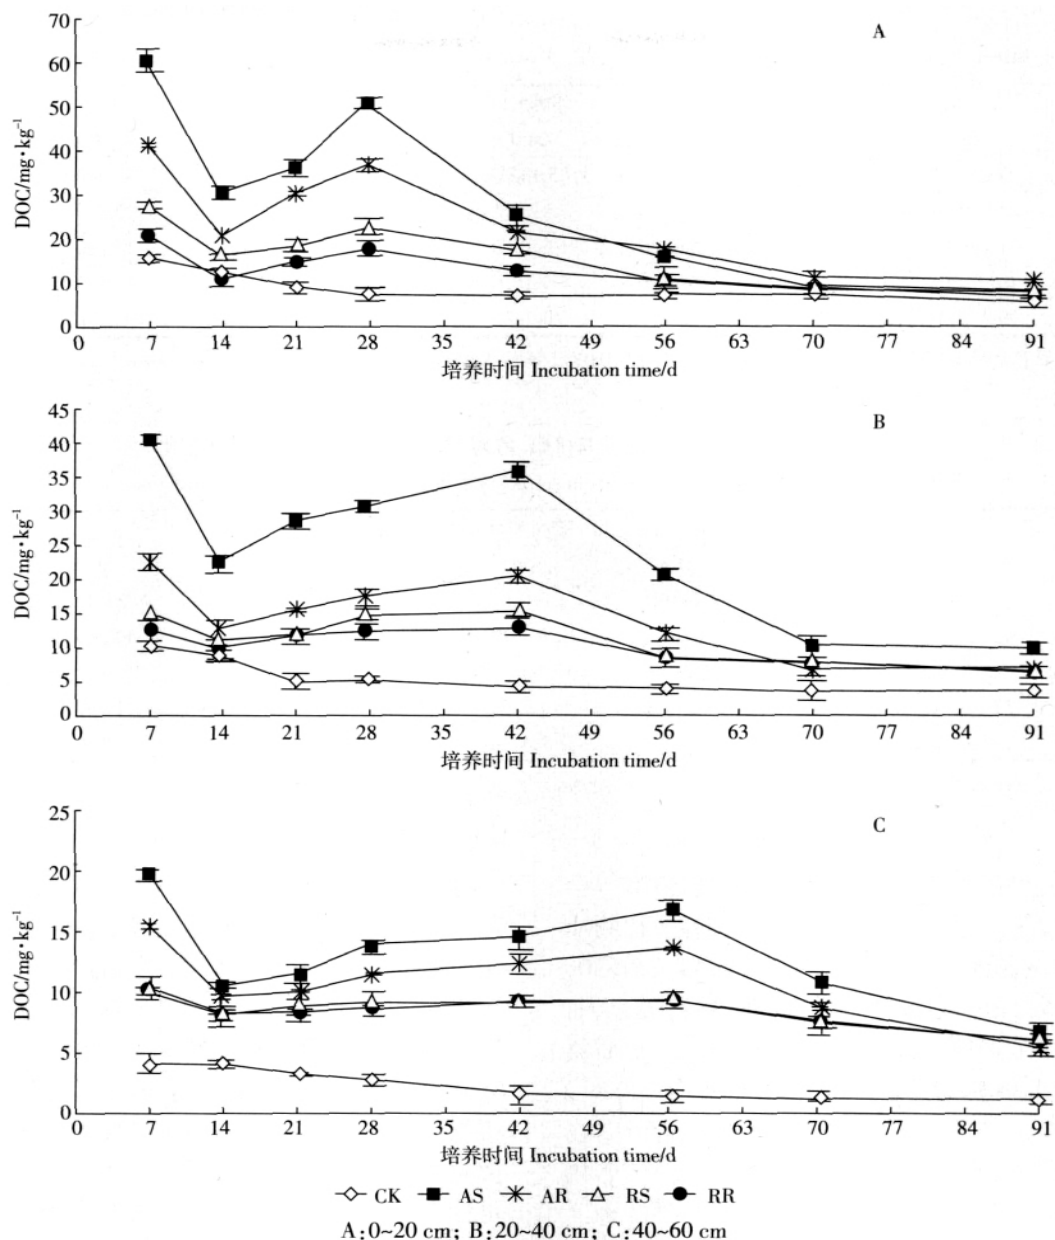 A
DOC/mg·kg⁻¹
70
60
50
40
30
20
10
0
0 7 14 21 28 35 42 49 56 63 70 77 84 91
培养时间 Incubation time/d
B
DOC/mg·kg⁻¹
45
40
35
30
25
20
15
10
5
0
0 7 14 21 28 35 42 49 56 63 70 77 84 91
培养时间 Incubation time/d
C
DOC/mg·kg⁻¹
25
20
15
10
5
0
0 7 14 21 28 35 42 49 56 63 70 77 84 91
培养时间 Incubation time/d
CK AS AR RS RR
A:0~20 cm; B:20~40 cm; C:40~60 cm